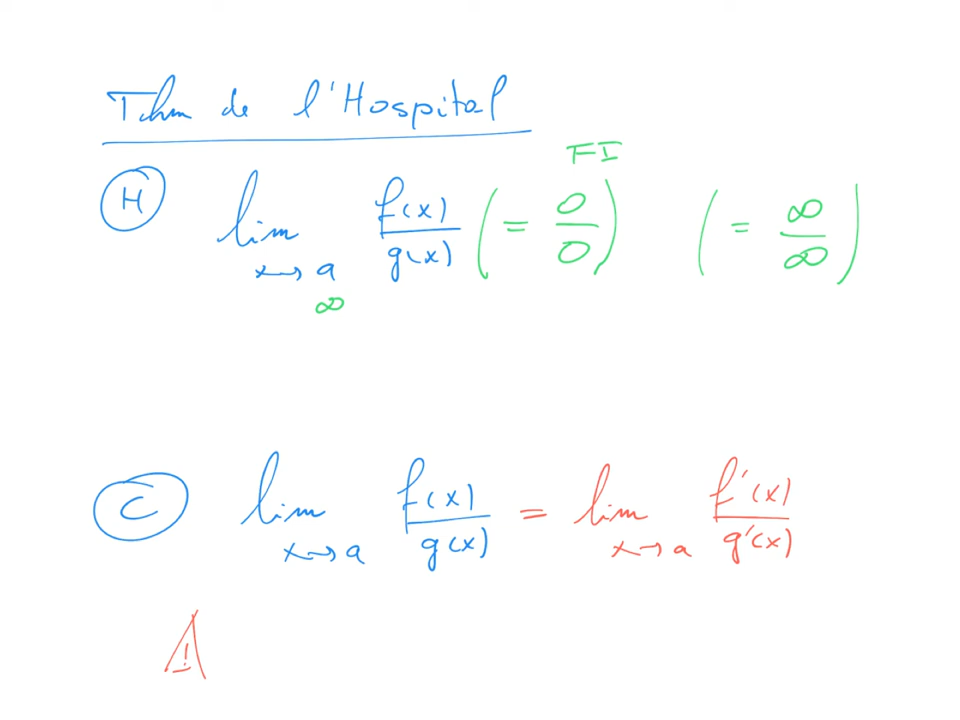 Thm de l'Hospital
FI
H lim x→a ∞ f(x)/g(x) (= 0/0) (= ∞/∞)
C lim x→a f(x)/g(x) = lim x→a f'(x)/g'(x)
!